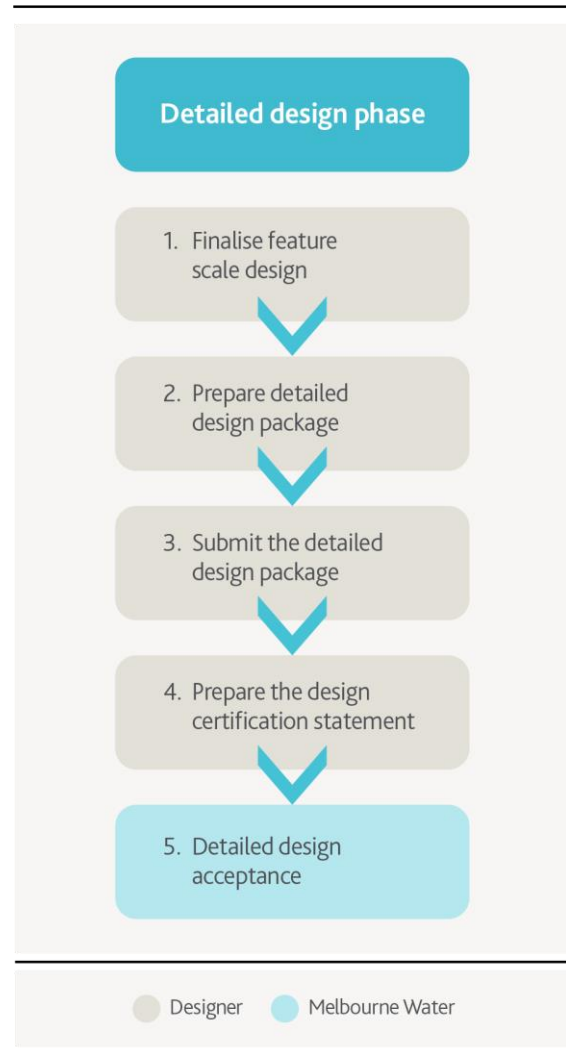 Detailed design phase
1. Finalise feature
scale design
2. Prepare detailed
design package
3. Submit the detailed
design package
4. Prepare the design
certification statement
5. Detailed design
acceptance
Designer
Melbourne Water